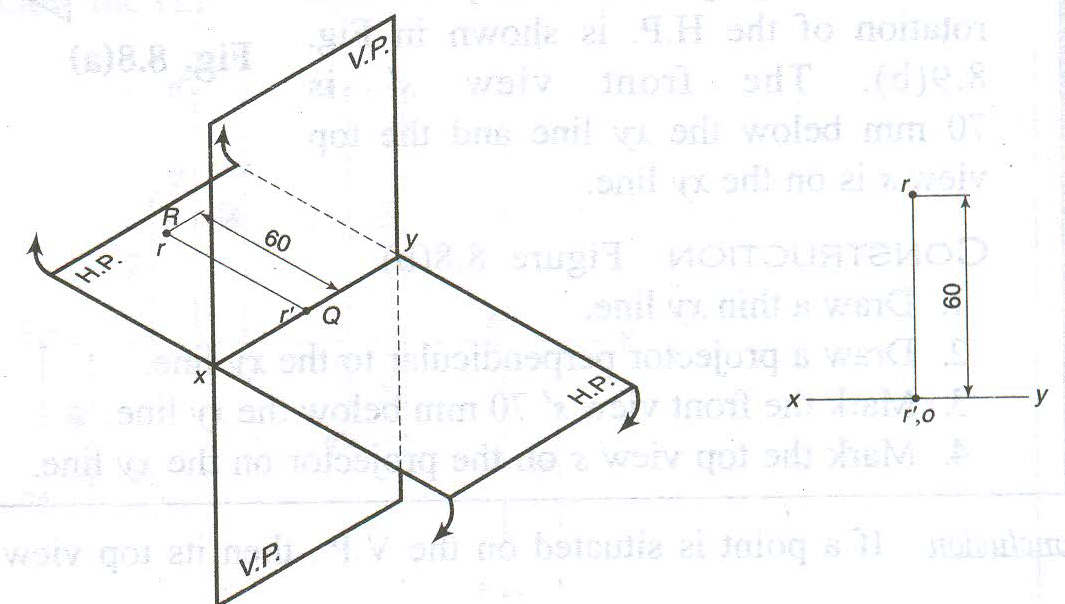 V.P.
R
r
60
y
H.P.
r' Q
x
H.P.
V.P.
r
60
x
y
r',o
rotation of the H.P. is shown in Fig.
Fig. 8.8(a)
8.9(b). The front view s' is
70 mm below the xy line and the top
view s is on the xy line.
CONSTRUCTION Figure 8.8(
Draw a thin xy line.
2. Draw a projector perpendicular to the xy line.
3. Mark the front view s' 70 mm below the xy line.
4. Mark the top view s on the projector on the xy line.
onclusion If a point is situated on the V.P., then its top view